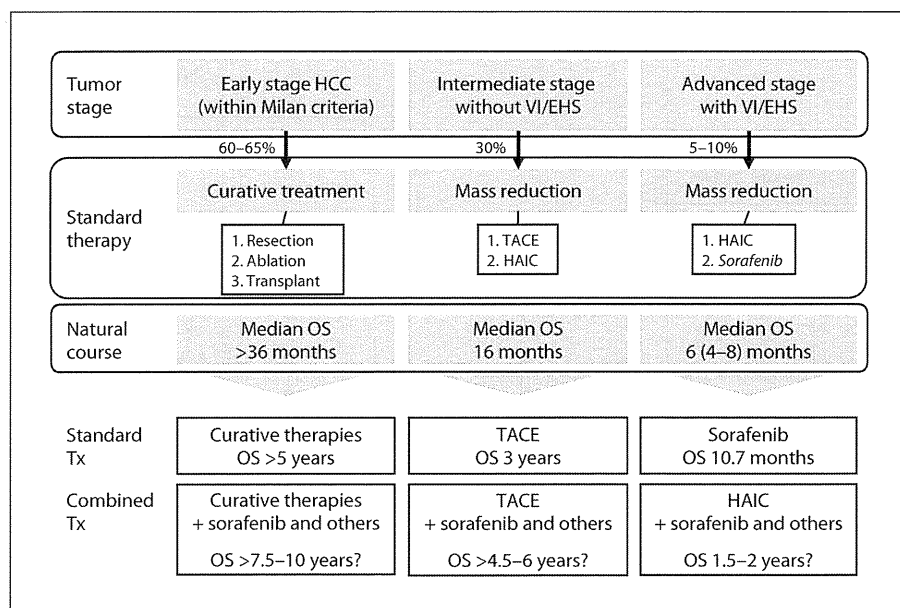 Tumor
stage
Early stage HCC
(within Milan criteria)
Intermediate stage
without VI/EHS
Advanced stage
with VI/EHS
60–65%
30%
5–10%
Standard
therapy
Curative treatment
1. Resection
2. Ablation
3. Transplant
Mass reduction
1. TACE
2. HAIC
Mass reduction
1. HAIC
2. Sorafenib
Natural
course
Median OS
>36 months
Median OS
16 months
Median OS
6 (4–8) months
Standard
Tx
Curative therapies
OS >5 years
TACE
OS 3 years
Sorafenib
OS 10.7 months
Combined
Tx
Curative therapies
+ sorafenib and others
OS >7.5–10 years?
TACE
+ sorafenib and others
OS >4.5–6 years?
HAIC
+ sorafenib and others
OS 1.5–2 years?